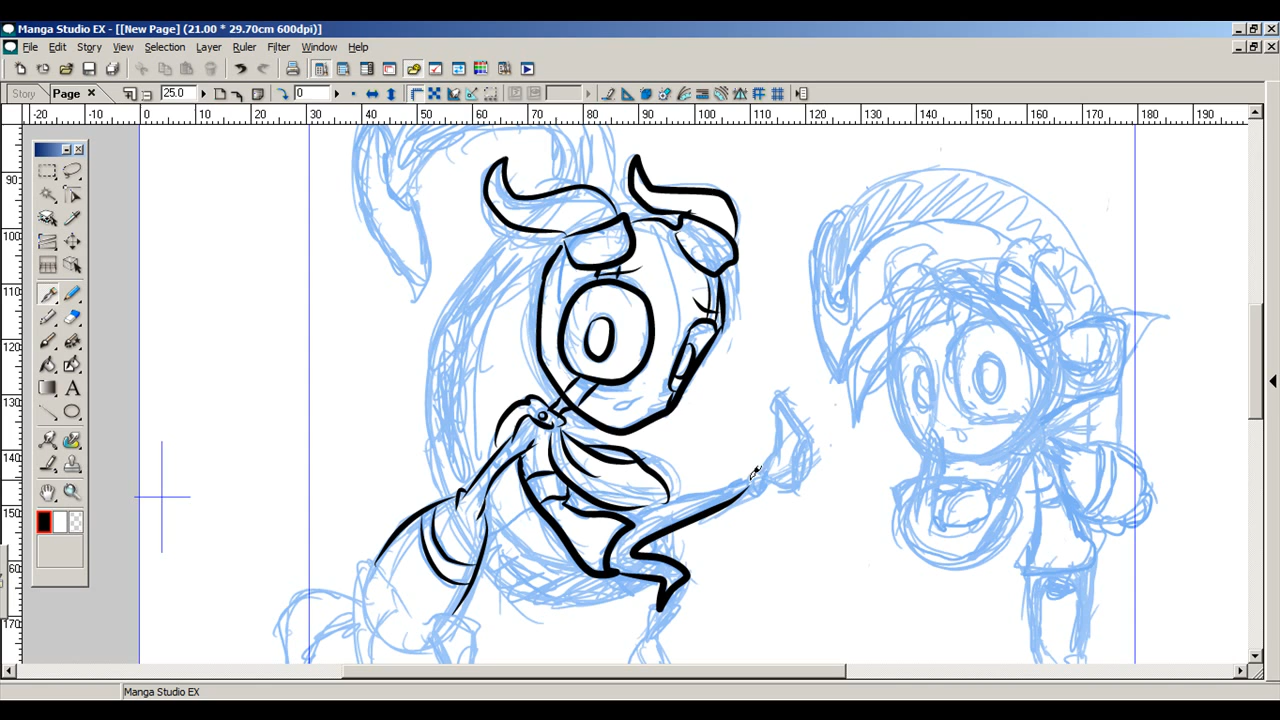 Manga Studio EX - [[New Page] (21.00 * 29.70cm 600dpi)]
File Edit Story View Selection Layer Ruler Filter Window Help
Story Page 25.0 0
-20 -10 0 10 20 30 40 50 60 70 80 90 100 110 120 130 140 150 160 170 180 190
90
100
110
120
130
140
150
160
170
A
Manga Studio EX